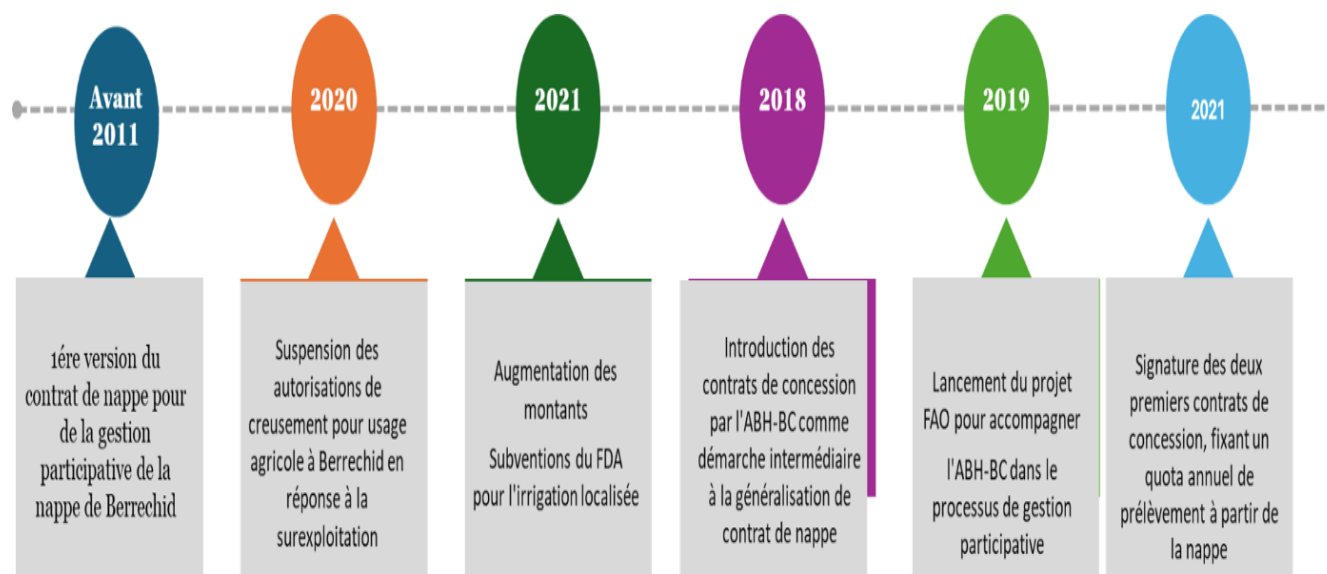 Avant
2011
2020
2021
2018
2019
2021
1ére version du
contrat de nappe pour
de la gestion
participative de la
nappe de Berrechid
Suspension des
autorisations de
creusement pour usage
agricole à Berrechid en
réponse à la
surexploitation
Augmentation des
montants
Subventions du FDA
pour l'irrigation localisée
Introduction des
contrats de concession
par l'ABH-BC comme
démarche intermédiaire
à la généralisation de
contrat de nappe
Lancement du projet
FAO pour accompagner
l'ABH-BC dans le
processus de gestion
participative
Signature des deux
premiers contrats de
concession, fixant un
quota annuel de
prélèvement à partir de
la nappe